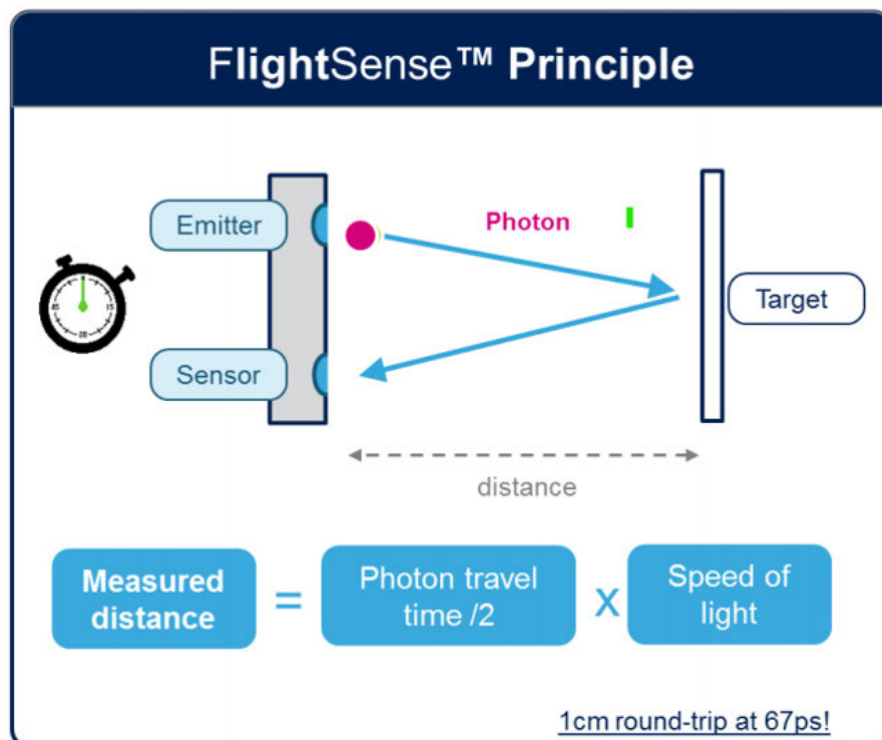 FlightSense™ Principle
Emitter
Photon
Target
Sensor
distance
Measured
distance
=
Photon travel
time /2
x
Speed of
light
1cm round-trip at 67ps!